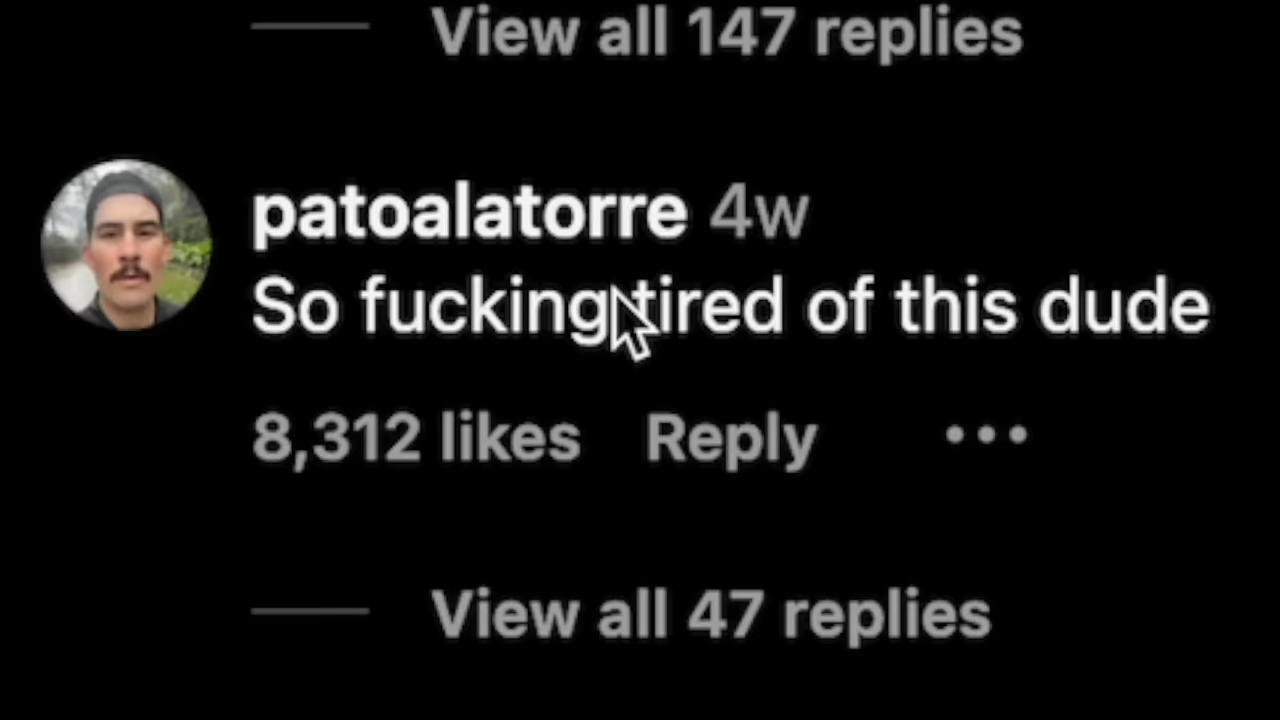 View all 147 replies
patoalatorre 4w
So fucking tired of this dude
8,312 likes Reply •••
View all 47 replies